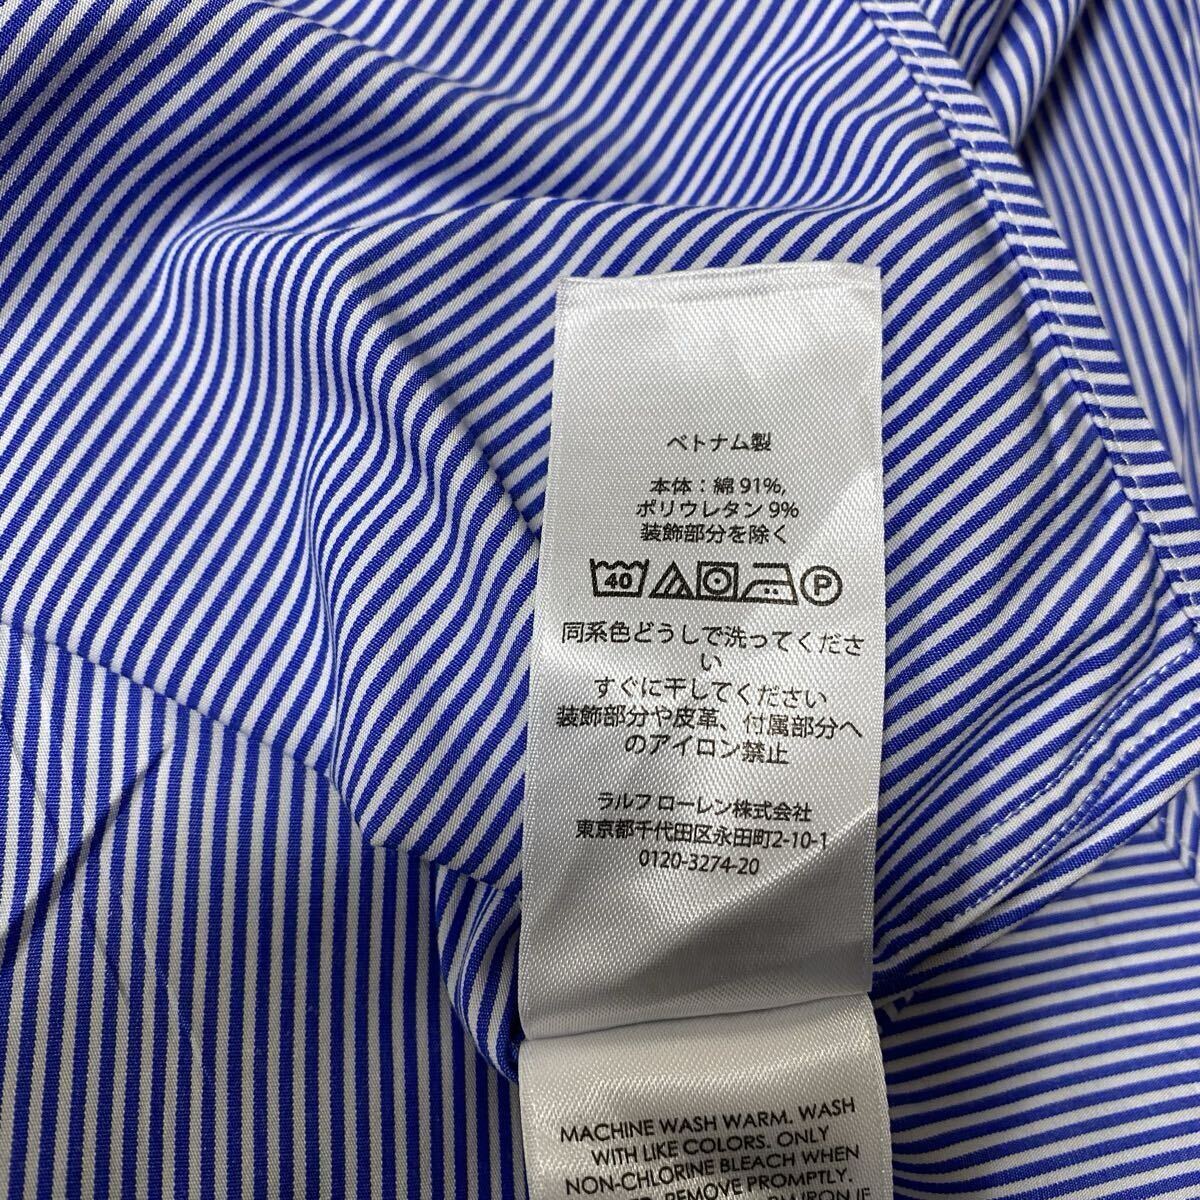 ベトナム製
本体：綿 91%,
ポリウレタン 9%
装飾部分を除く
40 P
同系色どうしで洗ってくださ
い
すぐに干してください
装飾部分や皮革、付属部分へ
のアイロン禁止
ラルフ ローレン株式会社
東京都千代田区永田町2-10-1
0120-3274-20
MACHINE WASH WARM. WASH
WITH LIKE COLORS. ONLY
NON-CHLORINE BLEACH WHEN
REMOVE PROMPTLY.